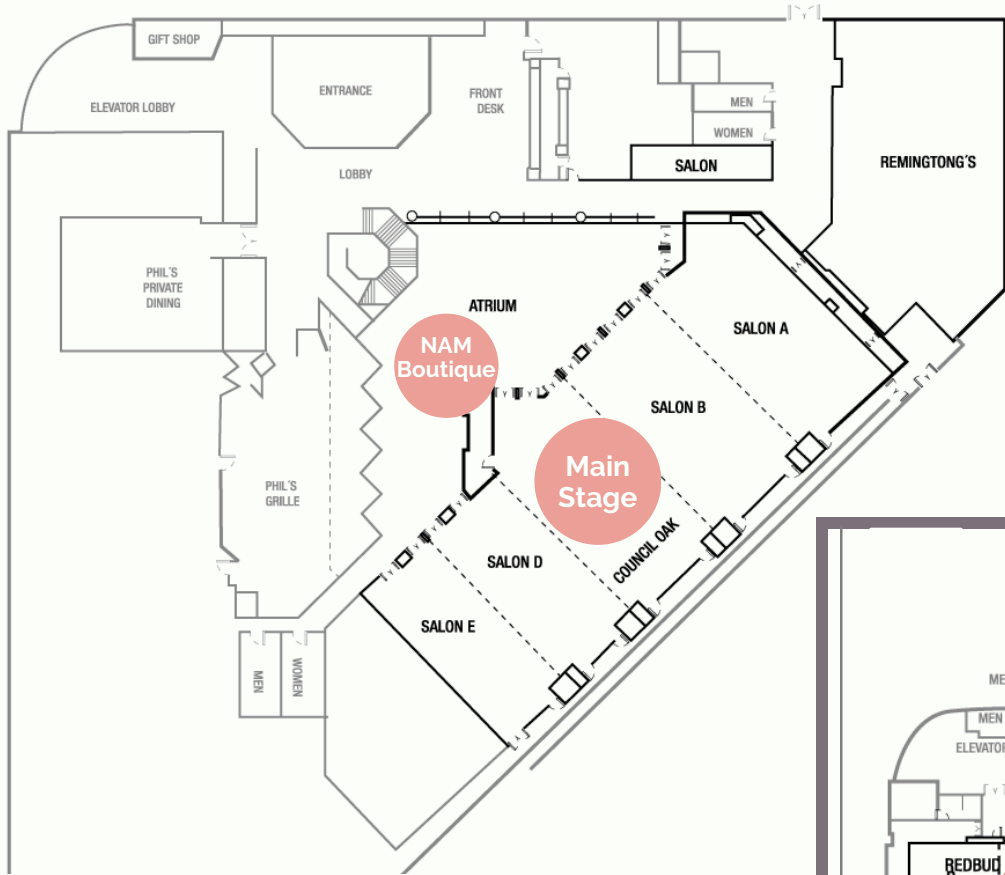 GIFT SHOP
ELEVATOR LOBBY
ENTRANCE
FRONT
DESK
MEN
WOMEN
SALON
REMINGTONG'S
LOBBY
PHIL'S
PRIVATE
DINING
ATRIUM
NAM
Boutique
SALON A
SALON B
Main
Stage
COUNCIL OAK
PHIL'S
GRILLE
SALON D
SALON E
MEN
WOMEN
ME
MEN
ELEVATOR
REDBUD